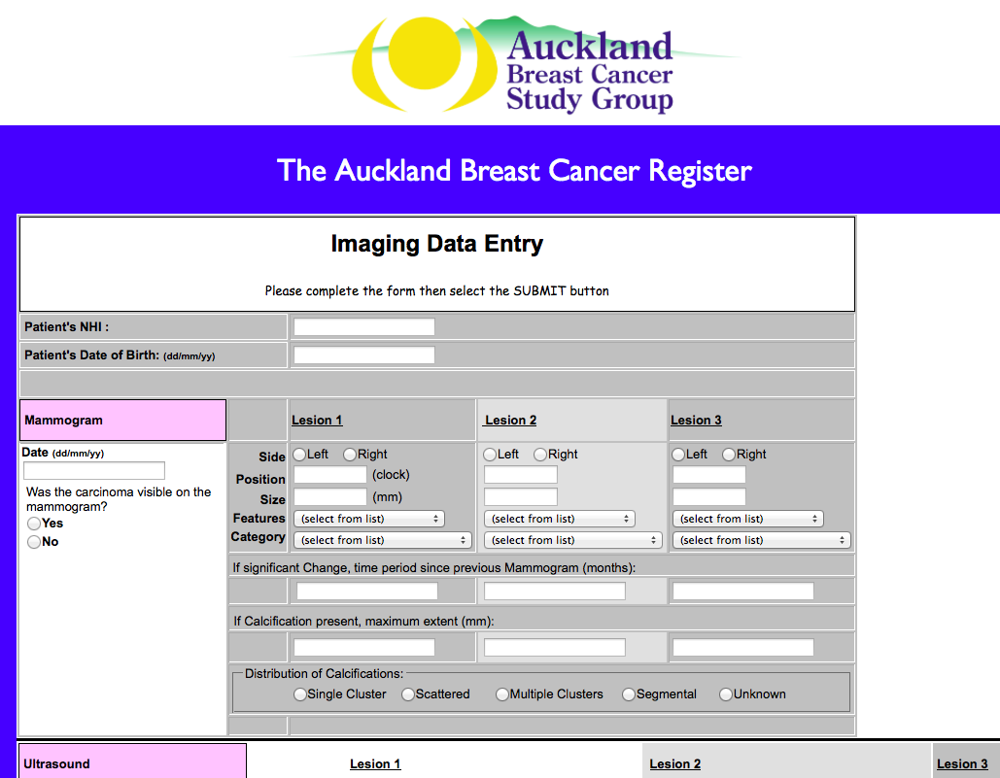 Auckland
Breast Cancer
Study Group
The Auckland Breast Cancer Register
Imaging Data Entry
Please complete the form then select the SUBMIT button
Patient's NHI :
Patient's Date of Birth: (dd/mm/yy)
Mammogram Lesion 1 Lesion 2 Lesion 3
Date (dd/mm/yy)
Was the carcinoma visible on the
mammogram?
Yes
No
Side Left Right Left Right Left Right
Position (clock)
Size (mm)
Features (select from list) (select from list) (select from list)
Category (select from list) (select from list) (select from list)
If significant Change, time period since previous Mammogram (months):
If Calcification present, maximum extent (mm):
Distribution of Calcifications:
Single Cluster Scattered Multiple Clusters Segmental Unknown
Ultrasound Lesion 1 Lesion 2 Lesion 3